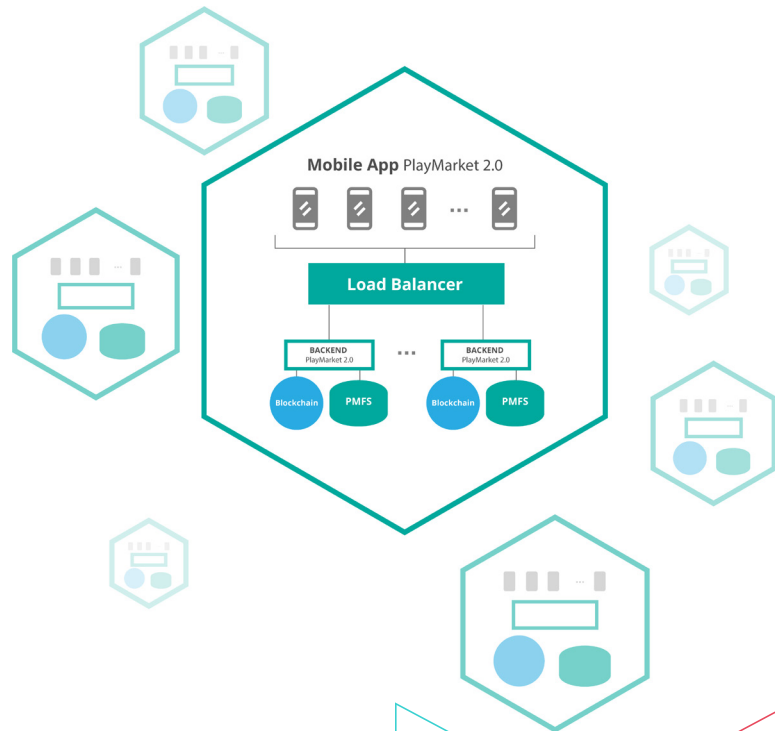 Mobile App PlayMarket 2.0
...
Load Balancer
BACKEND
PlayMarket 2.0
...
BACKEND
PlayMarket 2.0
Blockchain
PMFS
Blockchain
PMFS